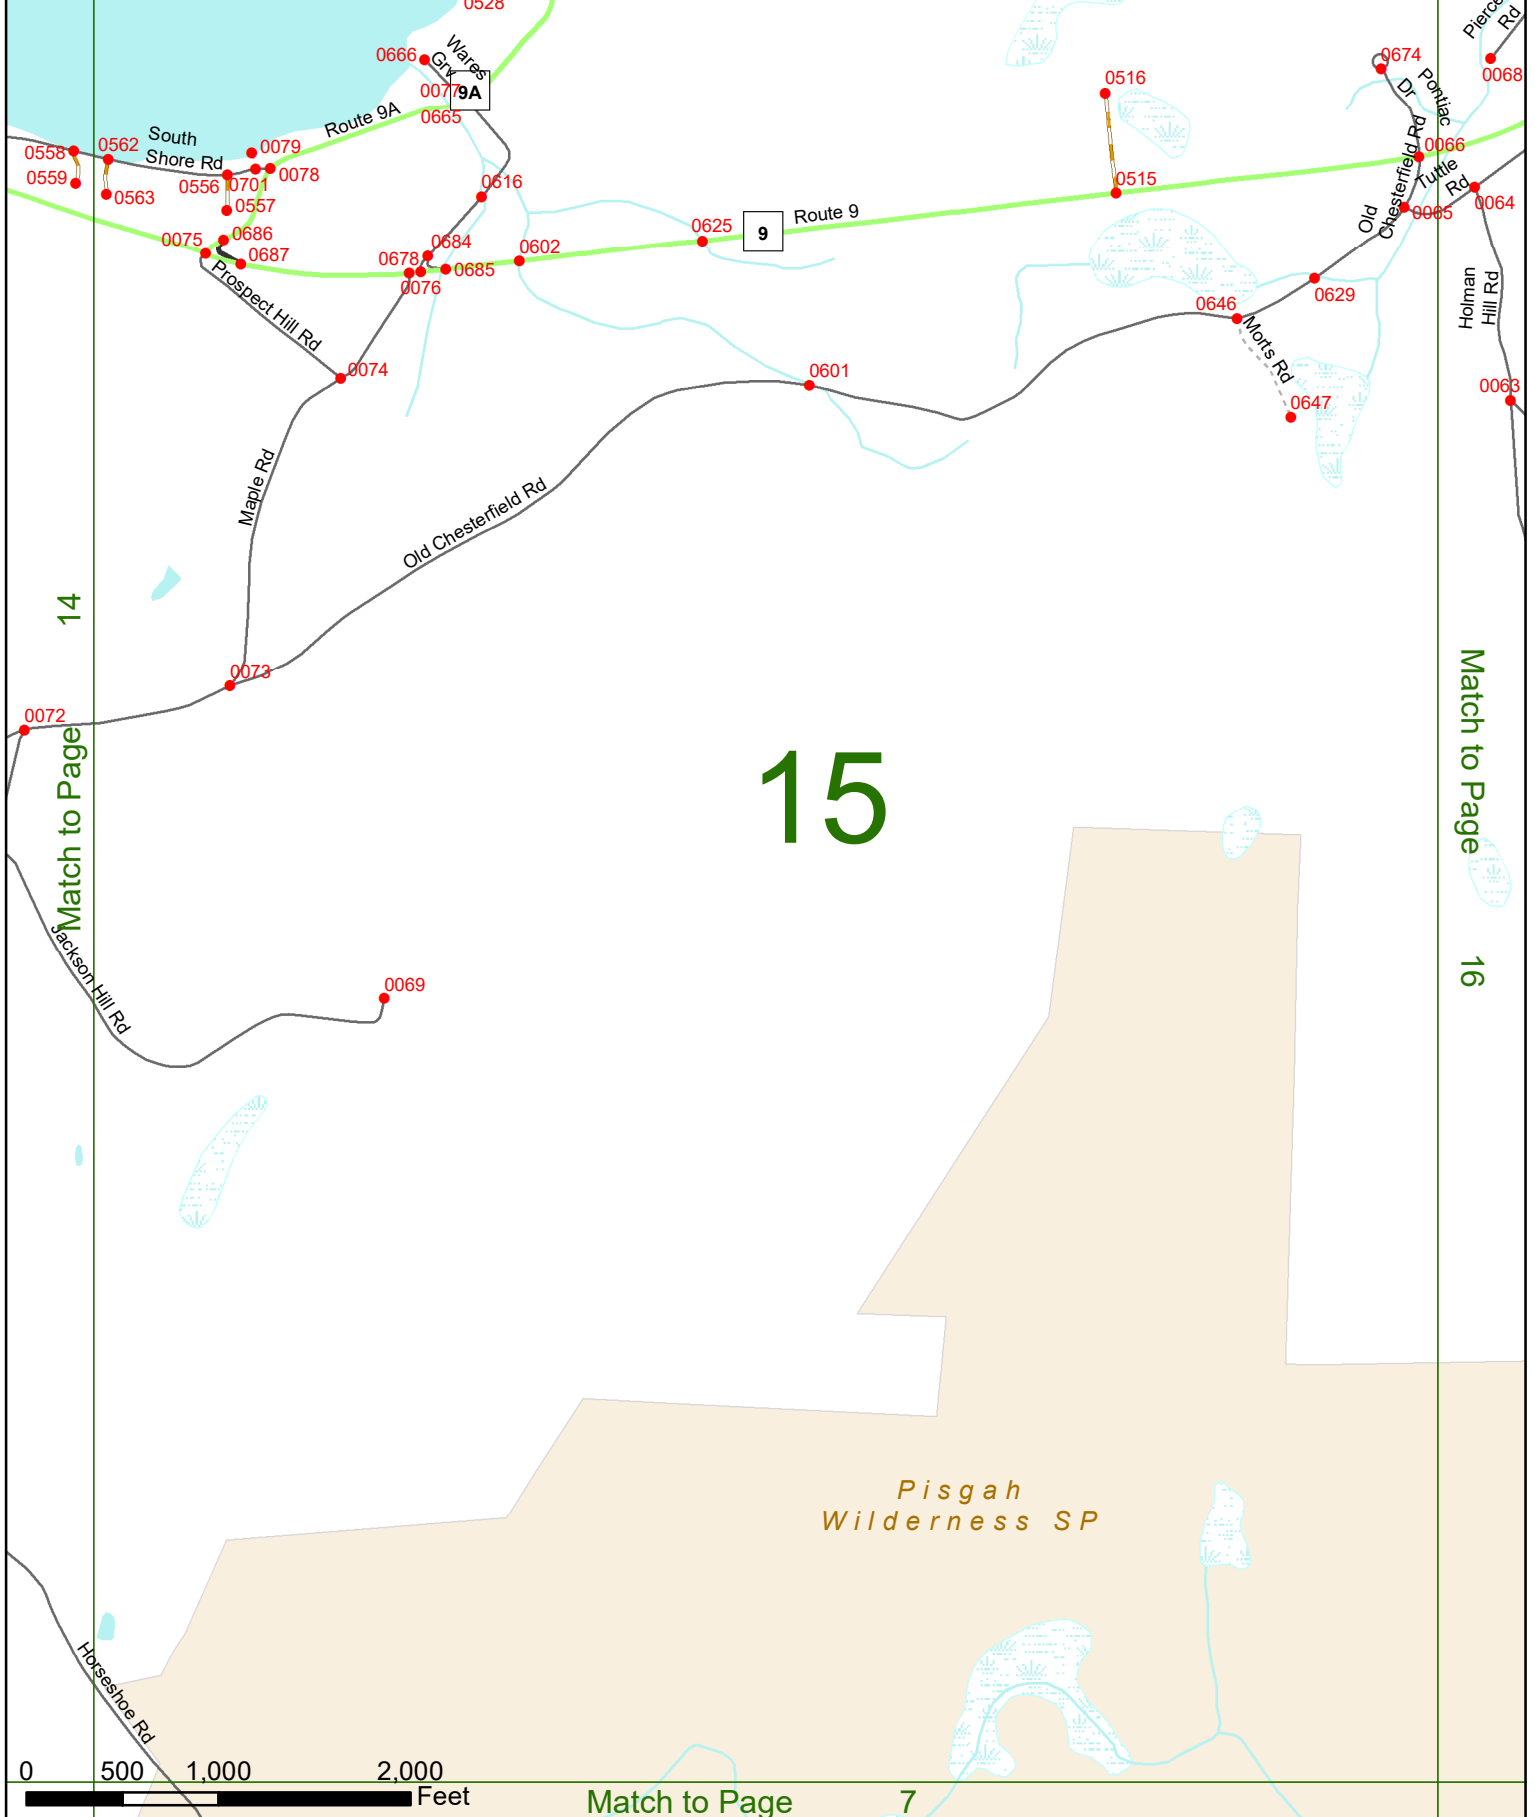 0528
Pierce
Rd
Wares
Grv
0666
0674
0068
0077
9A
0516
Dr
Pontiac
0665
Route 9A
South
Shore Rd
0079
0558
0562
0066
0078
0559
0563
0556
0701
0557
0616
0515
Tuttle
Rd
0064
0065
Old
Chesterfield Rd
0686
0075
0687
0684
0602
0625
9
Route 9
0678
0685
0076
Prospect Hill Rd
0629
0646
Holman
Hill Rd
Morts Rd
0074
0601
0063
0647
Maple Rd
Old Chesterfield Rd
14
Match to Page
0073
0072
15
Match to Page
16
Jackson Hill Rd
0069
Pisgah
Wilderness SP
Horseshoe Rd
0 500 1,000 2,000
Feet
Match to Page 7